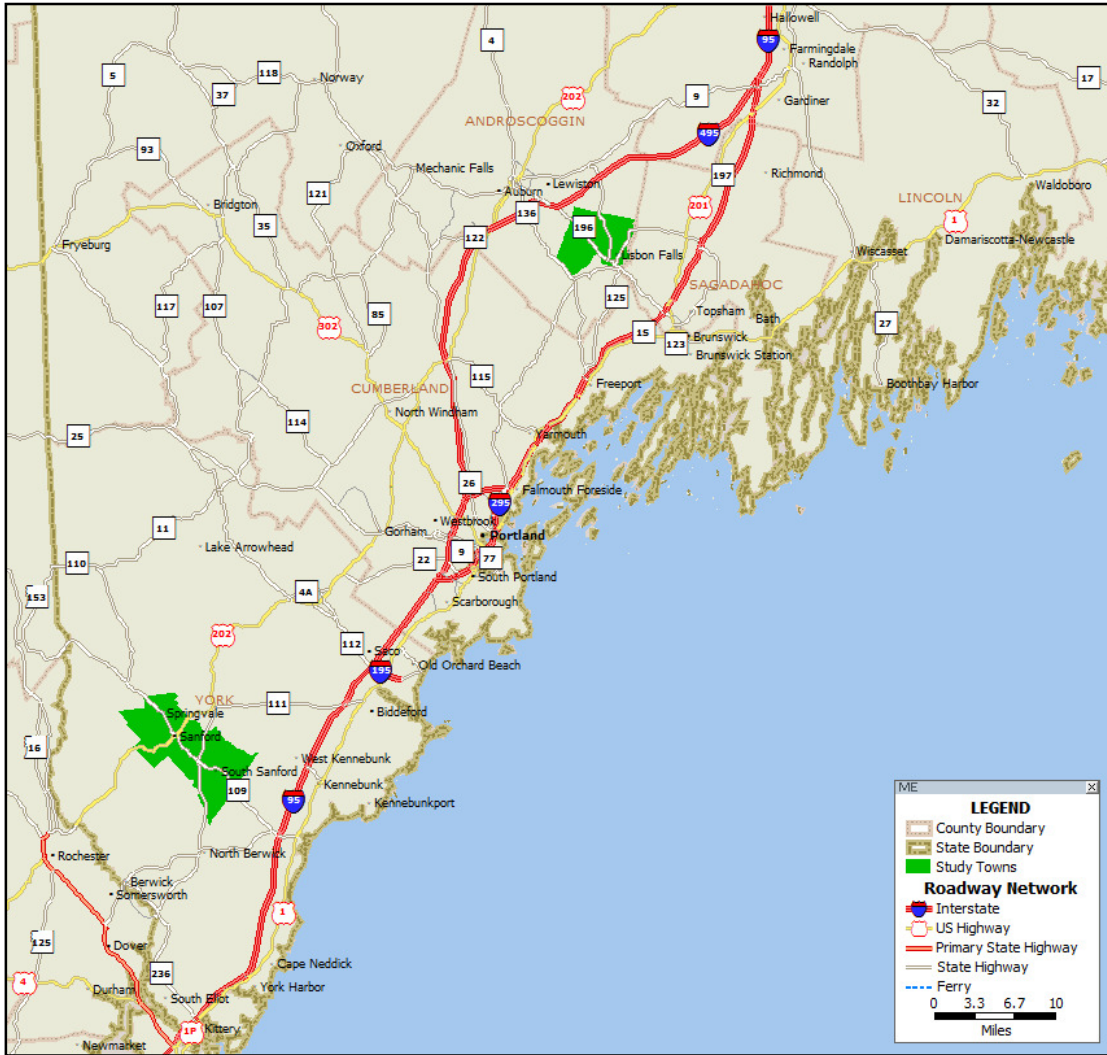 Hallowell
4
95
Farmingdale
Randolph
5
118
Norway
37
202
9
17
32
Gardiner
ANDROSCOGGIN
495
93
Oxford
Mechanic Falls
197
Richmond
Auburn
Lewiston
Waldoboro
121
Bridgton
136
201
LINCOLN
35
196
1
122
Damariscotta-Newcastle
Fryeburg
Lisbon Falls
Wiscasset
SAGADAHOC
117
107
85
125
Topsham
Bath
302
15
27
123
Brunswick
Brunswick Station
115
Freeport
Boothbay Harbor
CUMBERLAND
North Windham
114
25
Yarmouth
26
Falmouth Foreside
295
11
Westbrook
Gorham
Portland
Lake Arrowhead
9
22
77
110
South Portland
153
4A
Scarborough
202
112
Saco
195
Old Orchard Beach
YORK
111
Springvale
Biddeford
Sanford
16
West Kennebunk
South Sanford
109
Kennebunk
95
Kennebunkport
Rochester
North Berwick
Berwick
Somersworth
1
125
Dover
Cape Neddick
236
4
Durham
York Harbor
South Eliot
1P
Kittery
Newmarket
ME
LEGEND
County Boundary
State Boundary
Study Towns
Roadway Network
Interstate
US Highway
Primary State Highway
State Highway
Ferry
0 3.3 6.7 10
Miles